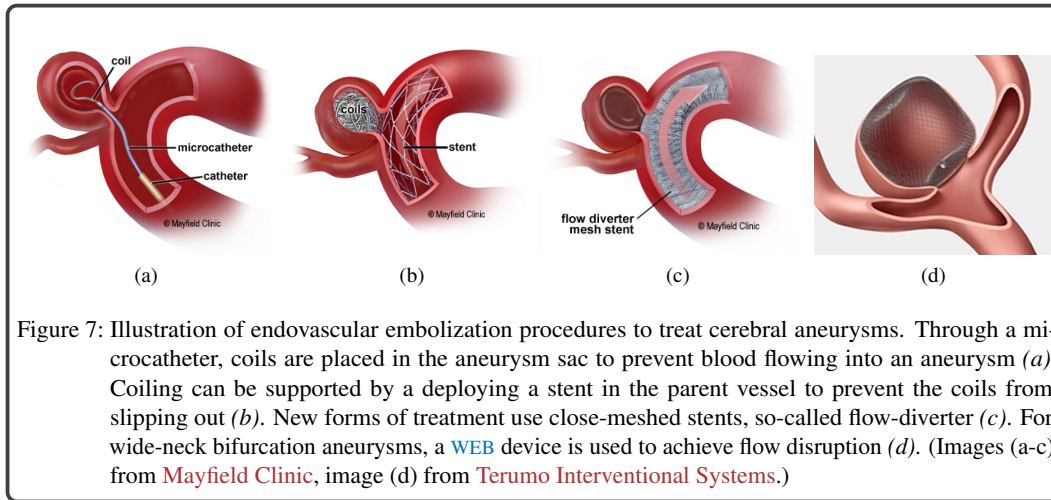 coil
microcatheter
catheter
© Mayfield Clinic
(a)
coils
stent
© Mayfield Clinic
(b)
flow diverter
mesh stent
© Mayfield Clinic
(c)
(d)
Figure 7: Illustration of endovascular embolization procedures to treat cerebral aneurysms. Through a mi-
crocatheter, coils are placed in the aneurysm sac to prevent blood flowing into an aneurysm (a)
Coiling can be supported by a deploying a stent in the parent vessel to prevent the coils from
slipping out (b). New forms of treatment use close-meshed stents, so-called flow-diverter (c). For
wide-neck bifurcation aneurysms, a WEB device is used to achieve flow disruption (d). (Images (a-c)
from Mayfield Clinic, image (d) from Terumo Interventional Systems.)